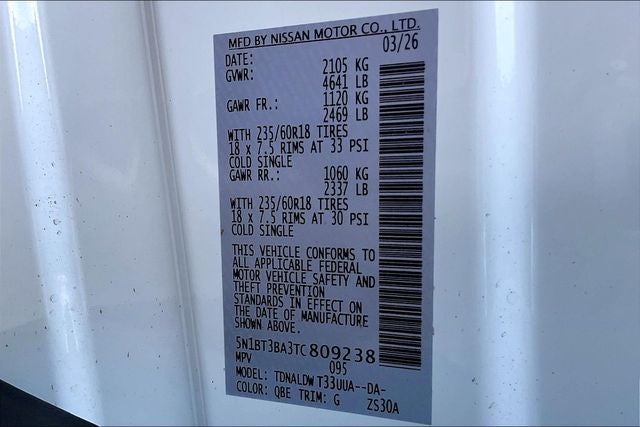 MFD BY NISSAN MOTOR CO., LTD.
DATE: 03/26
GVWR: 2105 KG
4641 LB
GAWR FR.: 1120 KG
2469 LB
WITH 235/60R18 TIRES
18 x 7.5 RIMS AT 33 PSI
COLD SINGLE
GAWR RR.: 1060 KG
2337 LB
WITH 235/60R18 TIRES
18 x 7.5 RIMS AT 30 PSI
COLD SINGLE
THIS VEHICLE CONFORMS TO
ALL APPLICABLE FEDERAL
MOTOR VEHICLE SAFETY AND
THEFT PREVENTION
STANDARDS IN EFFECT ON
THE DATE OF MANUFACTURE
SHOWN ABOVE.
5N1BT3BA3TC809238
MPV 095
MODEL: TDNALDW T33UUA--DA-
COLOR: QBE TRIM: G ZS30A